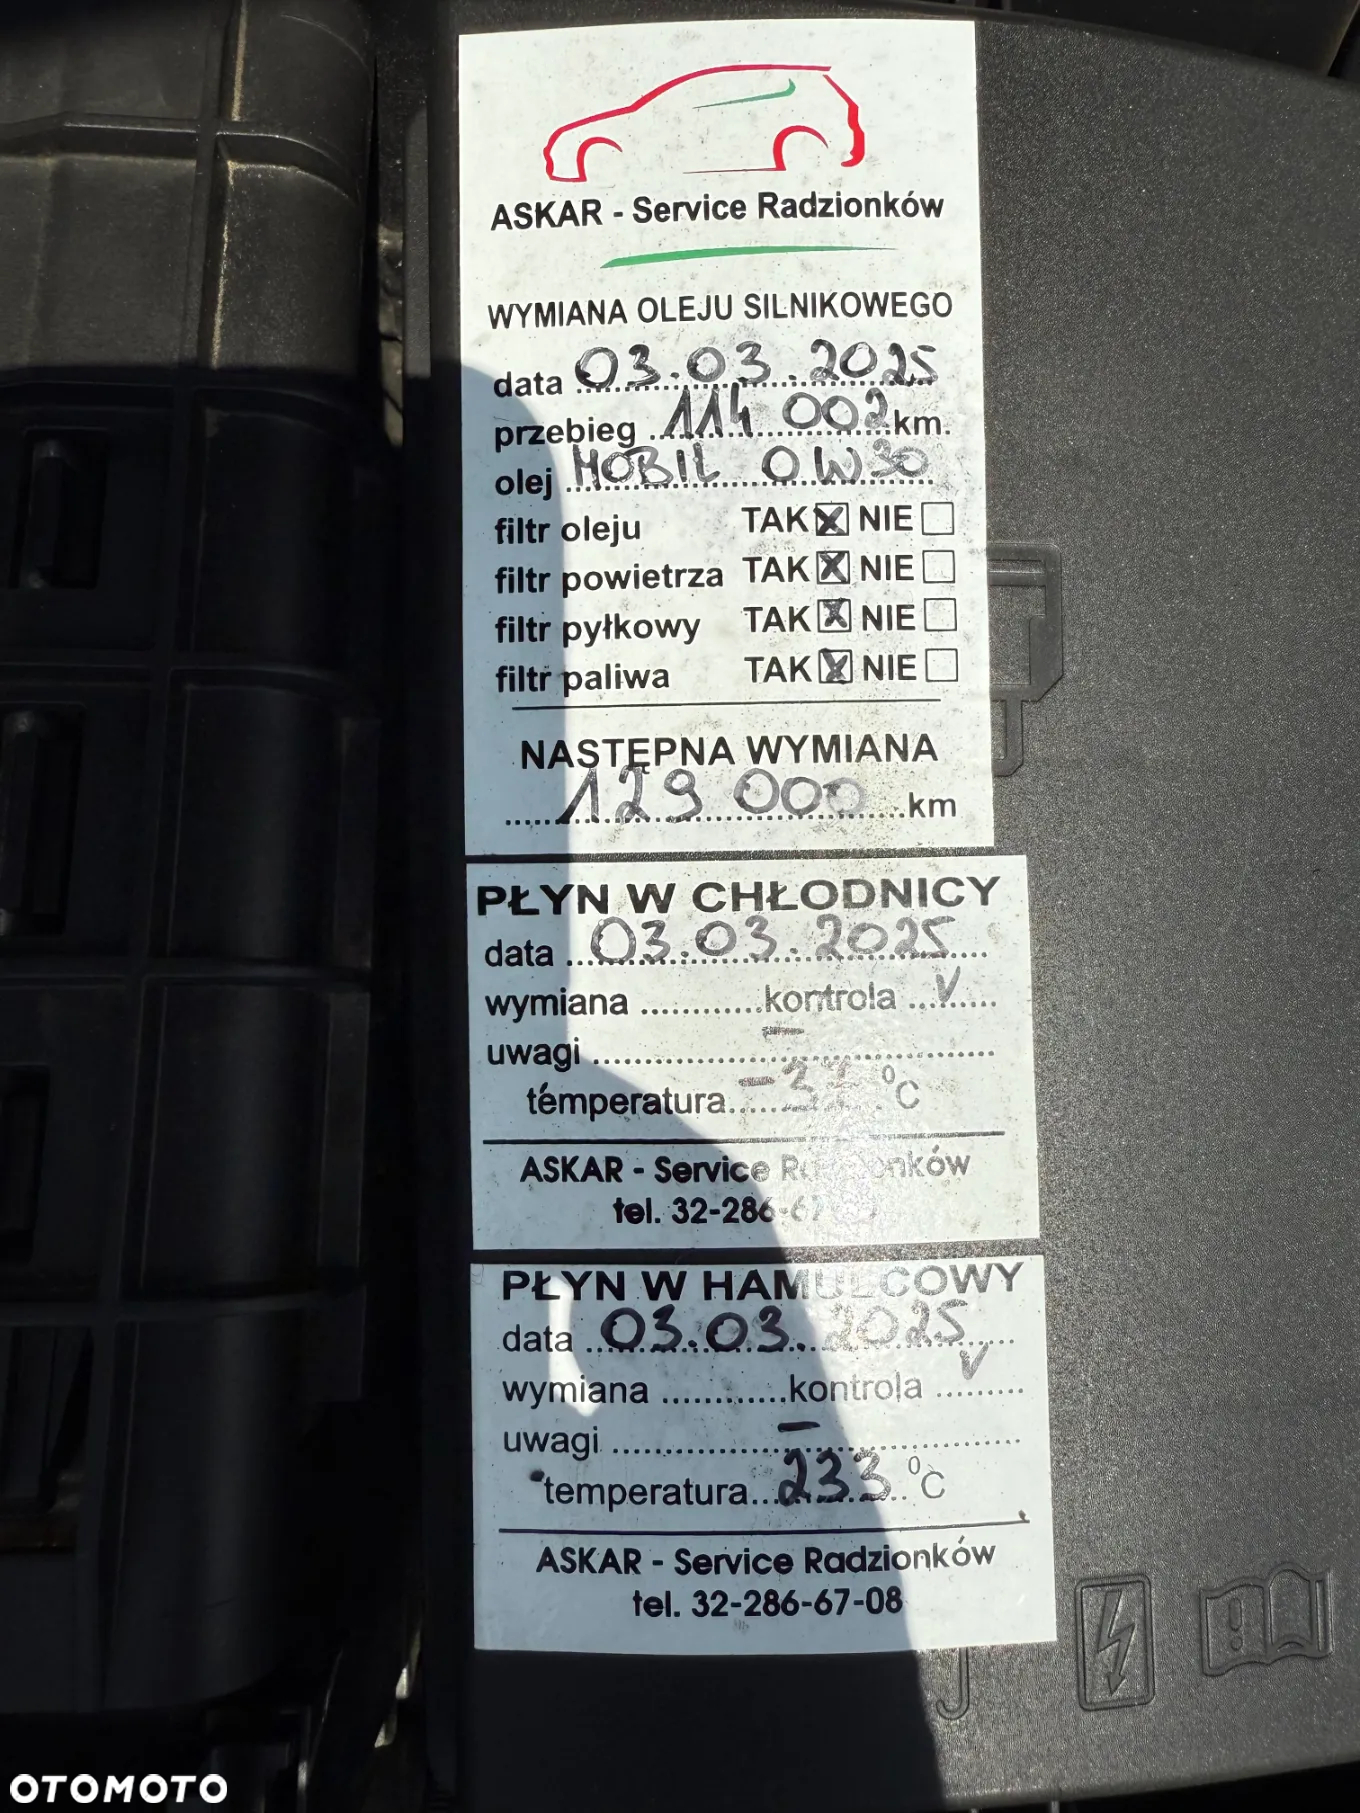 ASKAR - Service Radzionków
WYMIANA OLEJU SILNIKOWEGO
data 03.03.2025
przebieg 114 002 km.
olej MOBIL 0W30
filtr oleju TAK X NIE
filtr powietrza TAK X NIE
filtr pyłkowy TAK X NIE
filtr paliwa TAK X NIE
NASTĘPNA WYMIANA
129 000 km
PŁYN W CHŁODNICY
data 03.03.2025
wymiana ............kontrola ...V......
uwagi –
temperatura °C
ASKAR - Service Radzionków
tel. 32-286-67
PŁYN W HAMULCOWY
data 03.03.2025
wymiana ............kontrola ...V......
uwagi –
temperatura 233 °C
ASKAR - Service Radzionków
tel. 32-286-67-08
OTOMOTO